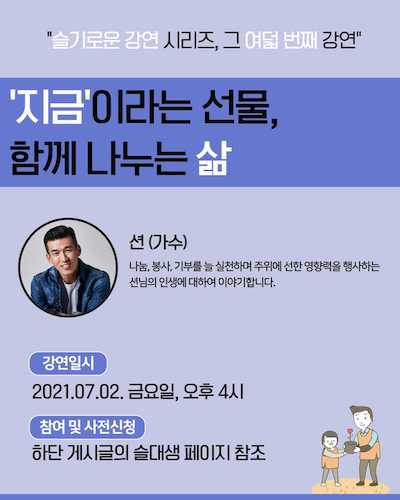 "슬기로운 강연 시리즈, 그 여덟 번째 강연"
'지금'이라는 선물,
함께 나누는 삶
션 (가수)
나눔, 봉사, 기부를 늘 실천하며 주위에 선한 영향력을 행사하는
션님의 인생에 대하여 이야기합니다.
강연일시
2021.07.02. 금요일, 오후 4시
참여 및 사전신청
하단 게시글의 슬대생 페이지 참조